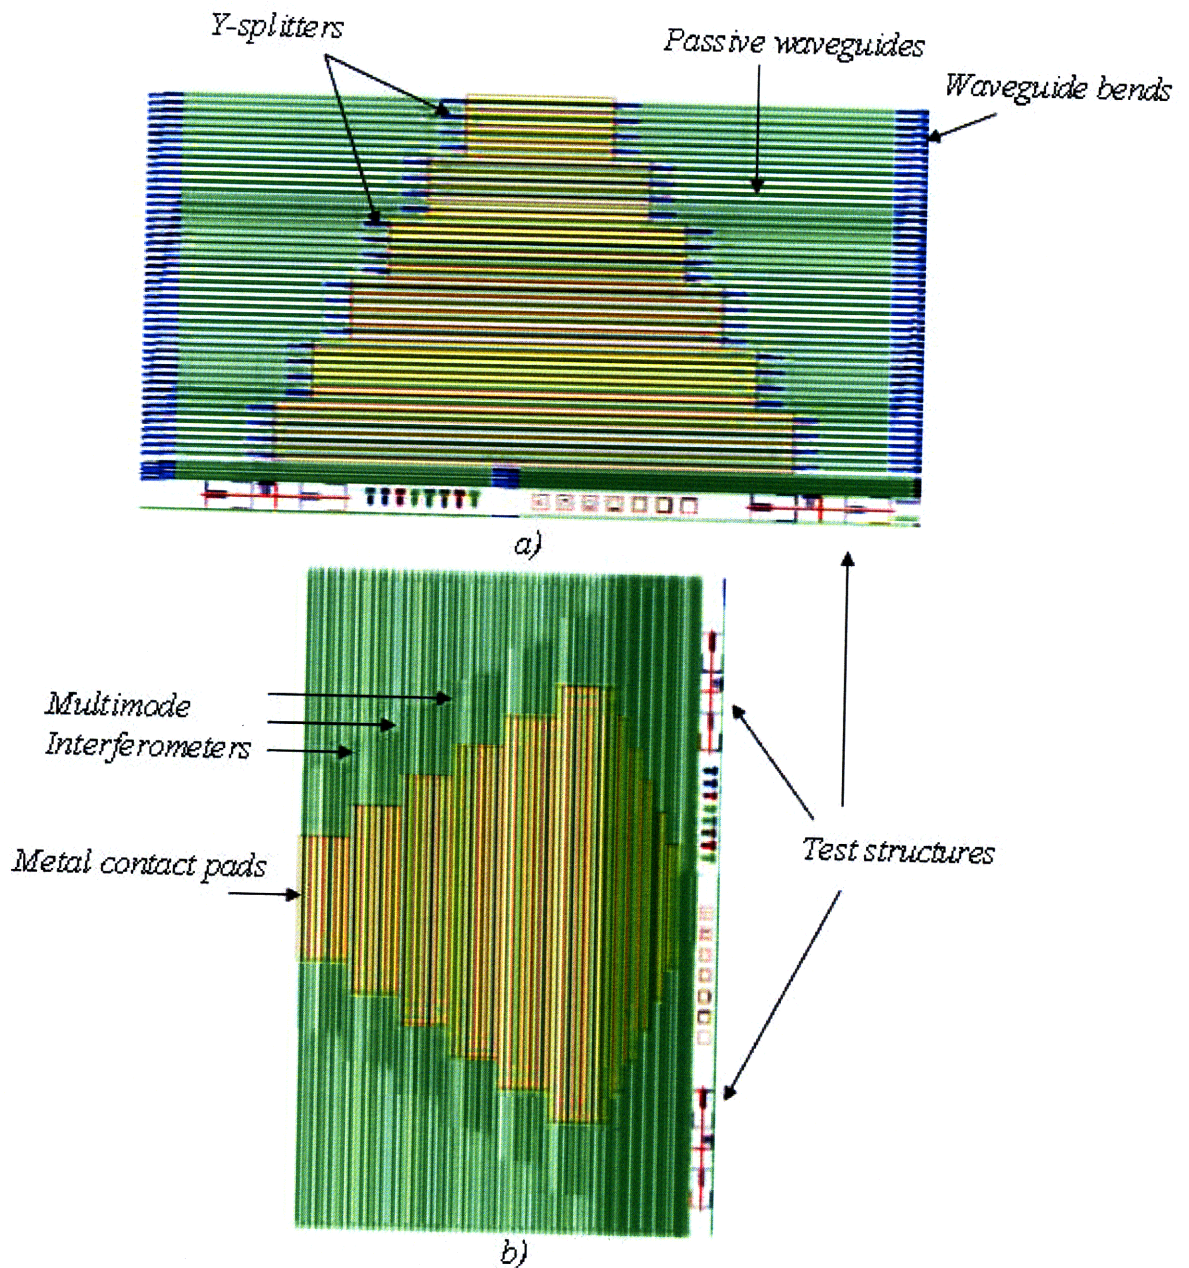 Y-splitters
Passive waveguides
Waveguide bends
a)
Multimode
Interferometers
Metal contact pads
Test structures
b)